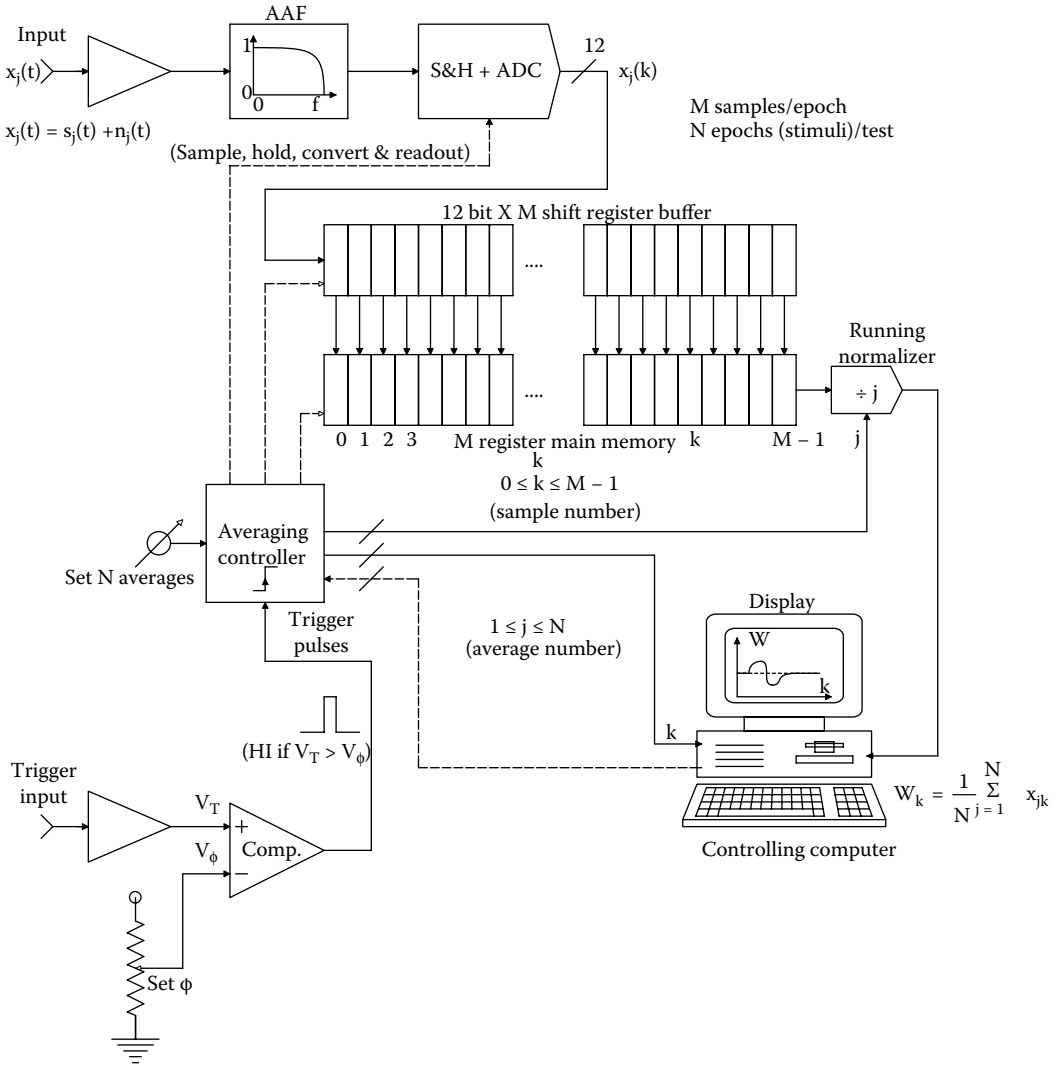 Input
AAF
x_j(t)
1
0
0
f
S&H + ADC
12
x_j(k)
x_j(t) = s_j(t) +n_j(t)
M samples/epoch
N epochs (stimuli)/test
(Sample, hold, convert & readout)
12 bit X M shift register buffer
....
Running
normalizer
÷ j
....
0 1 2 3
M register main memory
k
M – 1
j
k
0 ≤ k ≤ M – 1
(sample number)
Averaging
controller
Set N averages
Trigger
pulses
1 ≤ j ≤ N
(average number)
Display
W
k
k
(HI if V_T > V_ϕ)
Trigger
input
V_T
+
V_ϕ
–
Comp.
W_k = 1/N Σ_{j = 1}^{N} x_{jk}
Controlling computer
Set ϕ